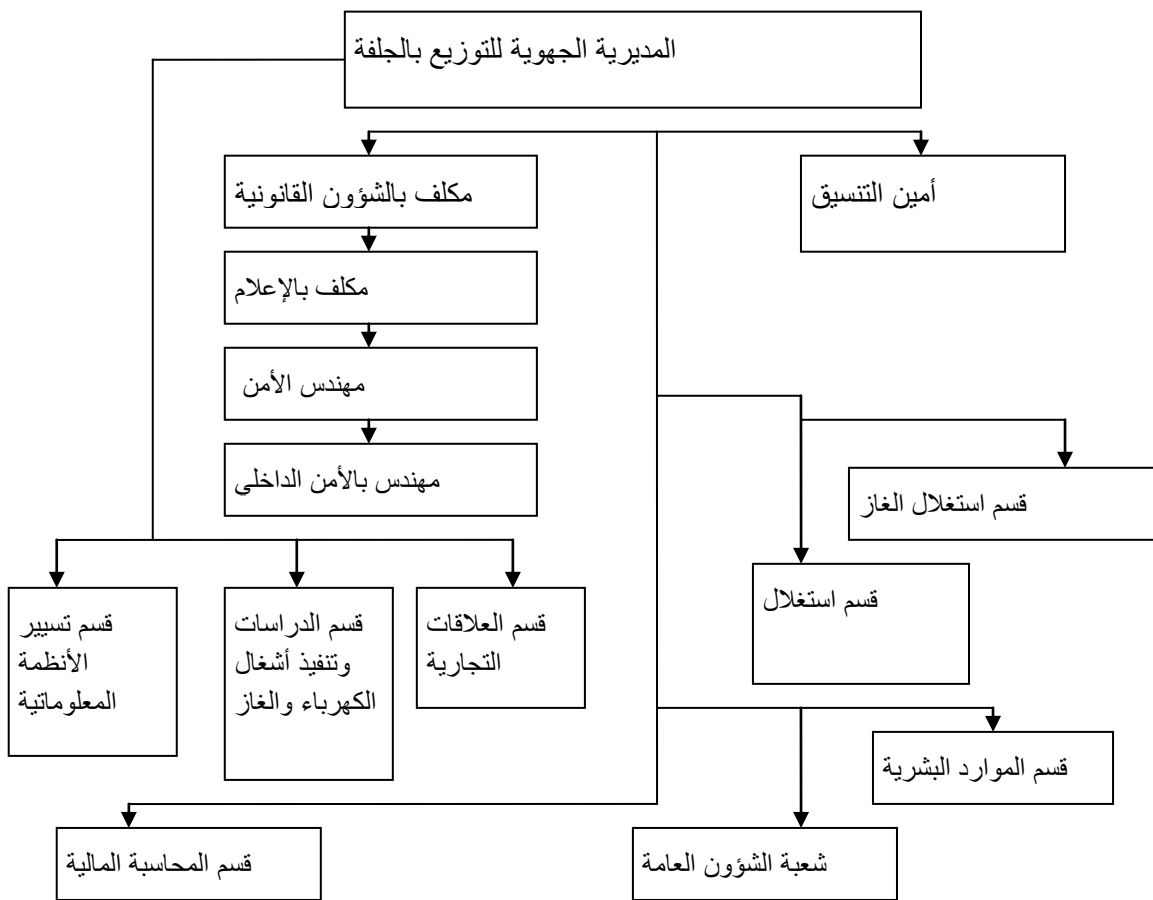 المديرية الجهوية للتوزيع بالجلفة
أمين التنسيق
مكلف بالشؤون القانونية
مكلف بالإعلام
مهندس الأمن
مهندس بالأمن الداخلي
قسم استغلال الغاز
قسم استغلال
قسم العلاقات
التجارية
قسم الدراسات
وتنفيذ أشغال
الكهرباء والغاز
قسم تسيير
الأنظمة
المعلوماتية
قسم الموارد البشرية
شعبة الشؤون العامة
قسم المحاسبة المالية